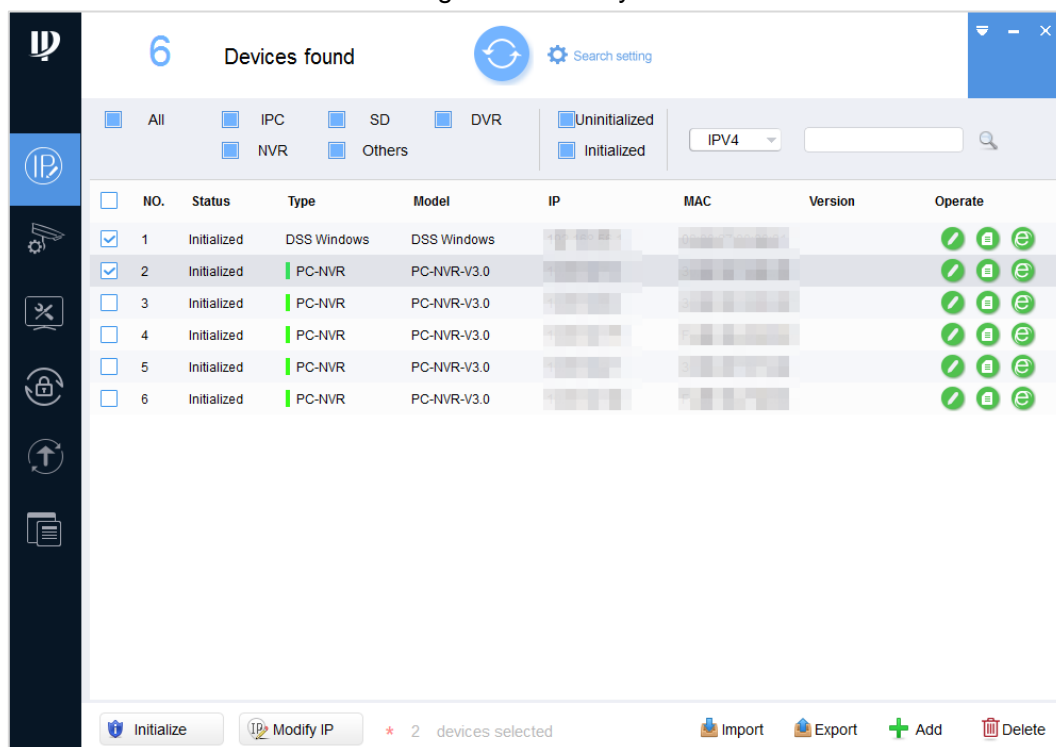 6 Devices found Search setting
All IPC SD DVR Uninitialized
NVR Others Initialized IPV4
NO. Status Type Model IP MAC Version Operate
1 Initialized DSS Windows DSS Windows
2 Initialized PC-NVR PC-NVR-V3.0
3 Initialized PC-NVR PC-NVR-V3.0
4 Initialized PC-NVR PC-NVR-V3.0
5 Initialized PC-NVR PC-NVR-V3.0
6 Initialized PC-NVR PC-NVR-V3.0
Initialize Modify IP * 2 devices selected Import Export Add Delete